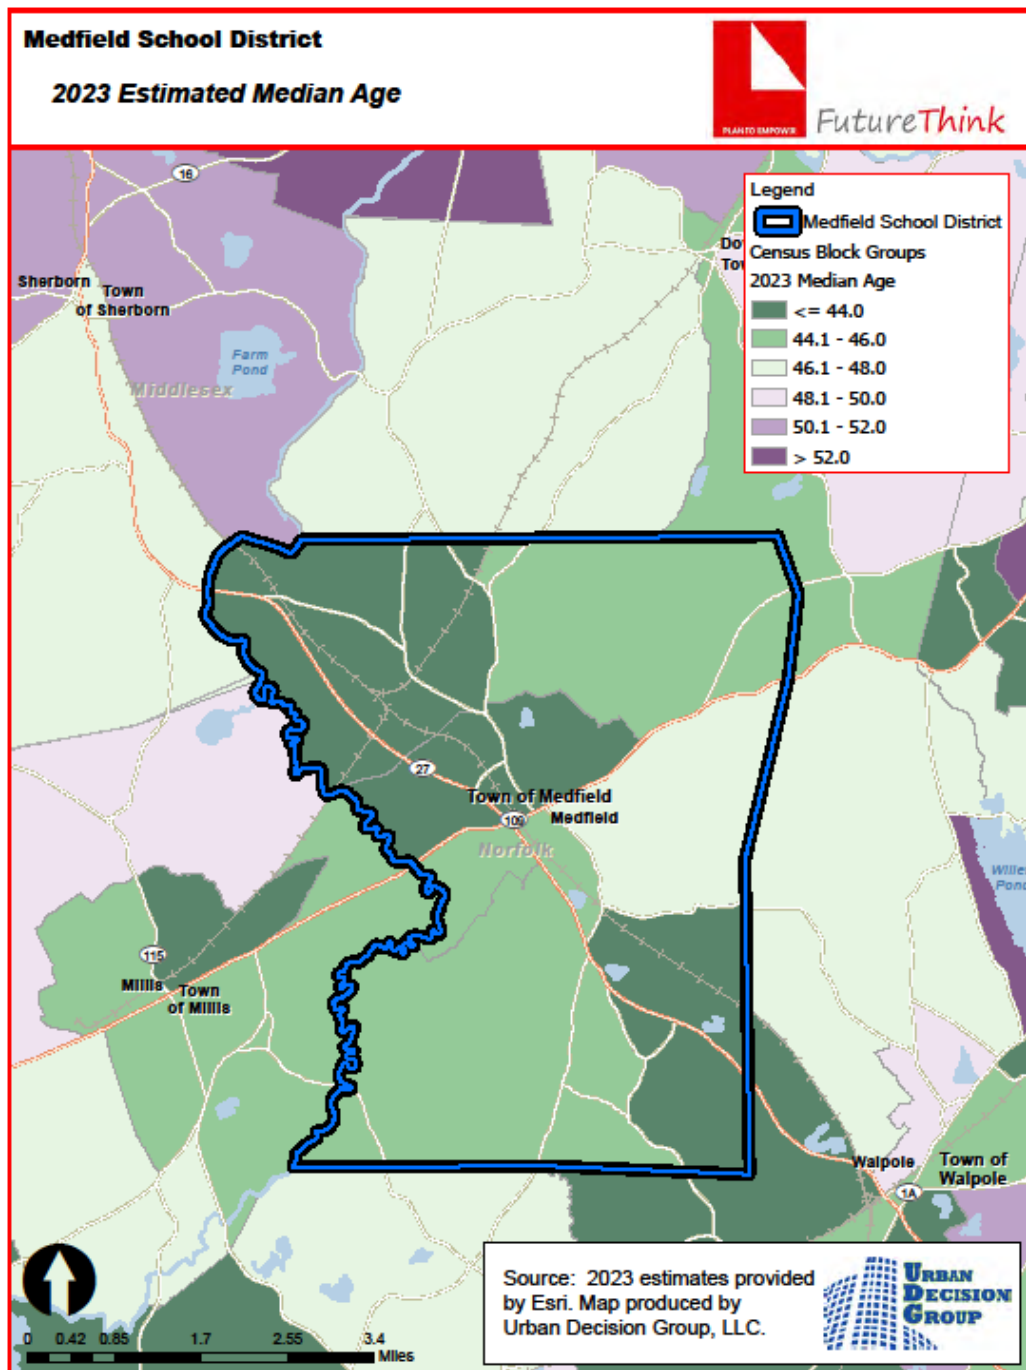 Medfield School District
2023 Estimated Median Age
PLAN TO EMPOWER
FutureThink
16
Legend
Medfield School District
Census Block Groups
2023 Median Age
<= 44.0
44.1 - 46.0
46.1 - 48.0
48.1 - 50.0
50.1 - 52.0
> 52.0
Sherborn
Town
of Sherborn
Farm
Pond
Middlesex
27
Town of Medfield
109
Medfield
Norfolk
Pond
115
Millis
Town
of Millis
Walpole
Town of
Walpole
1A
0 0.42 0.85 1.7 2.55 3.4
Miles
Source: 2023 estimates provided
by Esri. Map produced by
Urban Decision Group, LLC.
URBAN
DECISION
GROUP